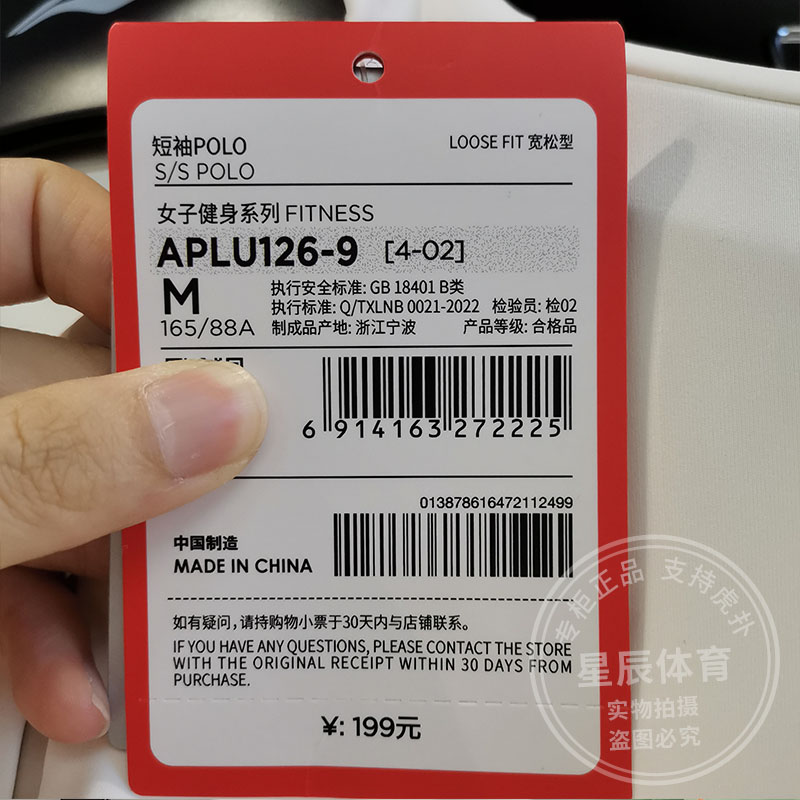 短袖POLO
S/S POLO
LOOSE FIT 宽松型
女子健身系列 FITNESS
APLU126-9 [4-02]
M
165/88A
执行安全标准: GB 18401 B类
执行标准: Q/TXLNB 0021-2022 检验员: 检02
制成品产地: 浙江宁波 产品等级: 合格品
6 914163 272225
013878616472112499
中国制造
MADE IN CHINA
如有疑问，请持购物小票于30天内与店铺联系。
IF YOU HAVE ANY QUESTIONS, PLEASE CONTACT THE STORE
WITH THE ORIGINAL RECEIPT WITHIN 30 DAYS FROM
PURCHASE.
¥: 199元
专柜正品 支持虎扑
星辰体育
实物拍摄
盗图必究